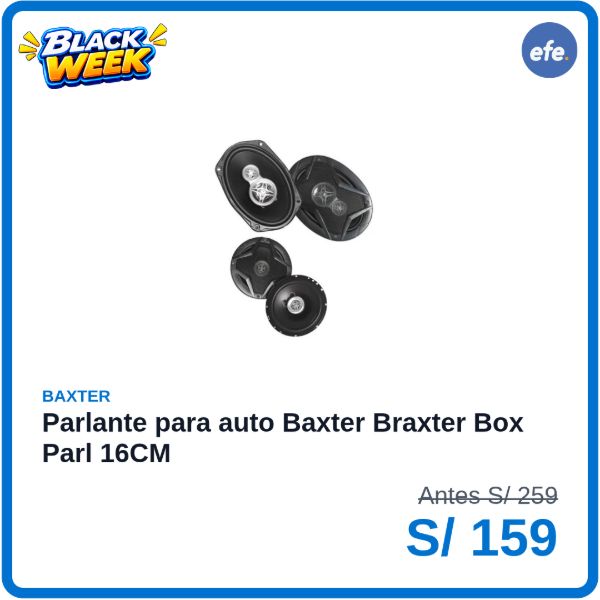 BLACK
WEEK
efe.
BAXTER
Parlante para auto Baxter Braxter Box
Parl 16CM
Antes S/ 259
S/ 159